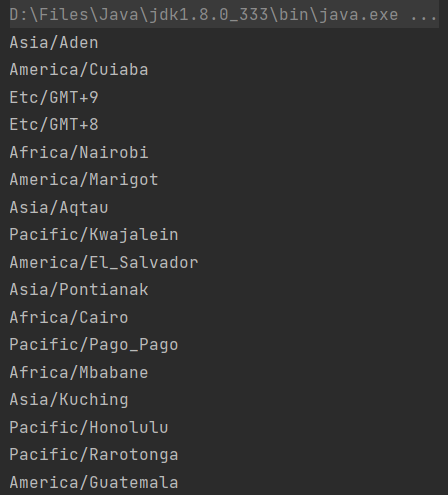 D:\Files\Java\jdk1.8.0_333\bin\java.exe ...
Asia/Aden
America/Cuiaba
Etc/GMT+9
Etc/GMT+8
Africa/Nairobi
America/Marigot
Asia/Aqtau
Pacific/Kwajalein
America/El_Salvador
Asia/Pontianak
Africa/Cairo
Pacific/Pago_Pago
Africa/Mbabane
Asia/Kuching
Pacific/Honolulu
Pacific/Rarotonga
America/Guatemala